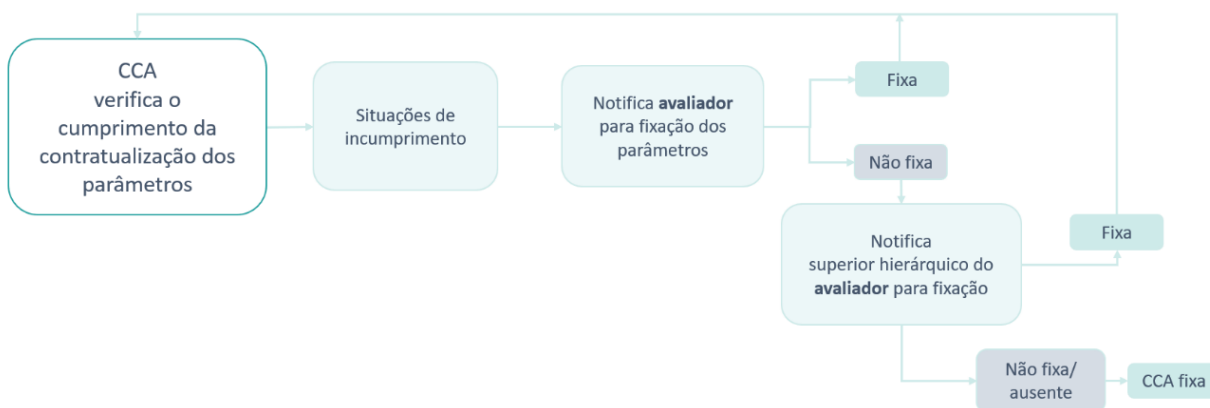 CCA
verifica o
cumprimento da
contratualização dos
parâmetros
Situações de
incumprimento
Notifica avaliador
para fixação dos
parâmetros
Fixa
Não fixa
Notifica
superior hierárquico do
avaliador para fixação
Fixa
Não fixa/
ausente
CCA fixa